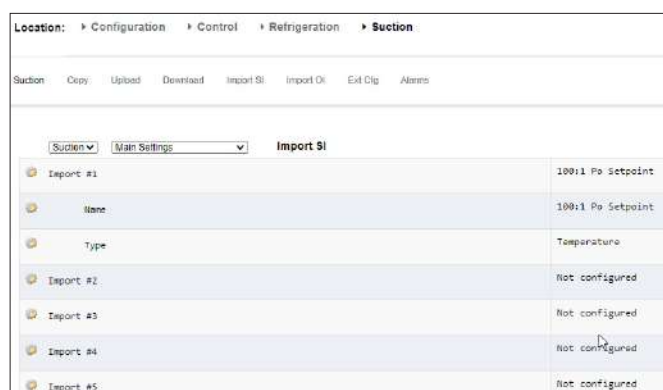 Location: Configuration Control Refrigeration Suction
Suction Copy Upload Download Import SI Import OI Ext Cfg Alarms
Suction Main Settings Import SI
Import #1 100:1 Po Setpoint
Name 100:1 Po Setpoint
Type Temperature
Import #2 Not configured
Import #3 Not configured
Import #4 Not configured
Import #5 Not configured